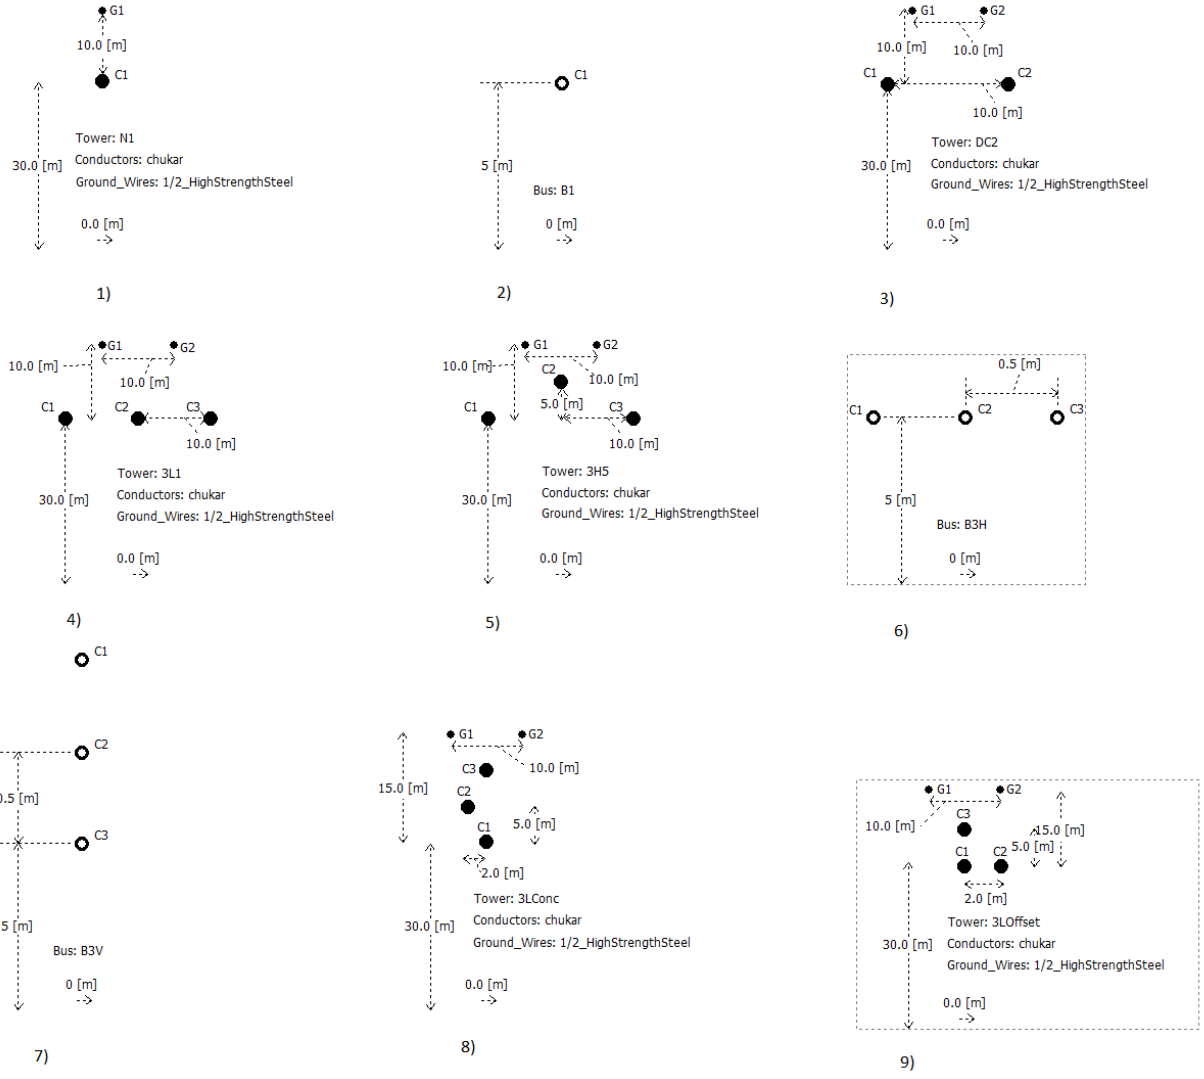 G1
10.0 [m]
C1
30.0 [m]
Tower: N1
Conductors: chukar
Ground_Wires: 1/2_HighStrengthSteel
0.0 [m]
1)
C1
5 [m]
Bus: B1
0 [m]
2)
G1
G2
10.0 [m]
10.0 [m]
C1
C2
10.0 [m]
Tower: DC2
30.0 [m]
Conductors: chukar
Ground_Wires: 1/2_HighStrengthSteel
0.0 [m]
3)
G1
G2
10.0 [m]
10.0 [m]
C1
C2
C3
10.0 [m]
Tower: 3L1
30.0 [m]
Conductors: chukar
Ground_Wires: 1/2_HighStrengthSteel
0.0 [m]
4)
G1
G2
10.0 [m]
C2
10.0 [m]
C1
5.0 [m]
C3
10.0 [m]
Tower: 3H5
30.0 [m]
Conductors: chukar
Ground_Wires: 1/2_HighStrengthSteel
0.0 [m]
5)
0.5 [m]
C1
C2
C3
5 [m]
Bus: B3H
0 [m]
6)
C1
C2
0.5 [m]
C3
5 [m]
Bus: B3V
0 [m]
7)
G1
G2
C3
10.0 [m]
15.0 [m]
C2
C1
5.0 [m]
2.0 [m]
Tower: 3LConc
30.0 [m]
Conductors: chukar
Ground_Wires: 1/2_HighStrengthSteel
0.0 [m]
8)
G1
G2
C3
10.0 [m]
15.0 [m]
C1
C2
5.0 [m]
2.0 [m]
Tower: 3LOffset
30.0 [m]
Conductors: chukar
Ground_Wires: 1/2_HighStrengthSteel
0.0 [m]
9)